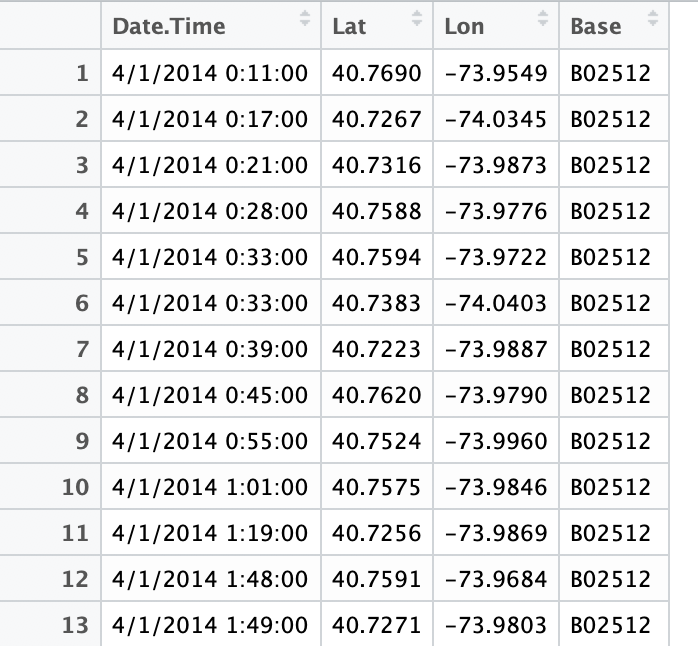 Date.Time Lat Lon Base
1 4/1/2014 0:11:00 40.7690 -73.9549 B02512
2 4/1/2014 0:17:00 40.7267 -74.0345 B02512
3 4/1/2014 0:21:00 40.7316 -73.9873 B02512
4 4/1/2014 0:28:00 40.7588 -73.9776 B02512
5 4/1/2014 0:33:00 40.7594 -73.9722 B02512
6 4/1/2014 0:33:00 40.7383 -74.0403 B02512
7 4/1/2014 0:39:00 40.7223 -73.9887 B02512
8 4/1/2014 0:45:00 40.7620 -73.9790 B02512
9 4/1/2014 0:55:00 40.7524 -73.9960 B02512
10 4/1/2014 1:01:00 40.7575 -73.9846 B02512
11 4/1/2014 1:19:00 40.7256 -73.9869 B02512
12 4/1/2014 1:48:00 40.7591 -73.9684 B02512
13 4/1/2014 1:49:00 40.7271 -73.9803 B02512